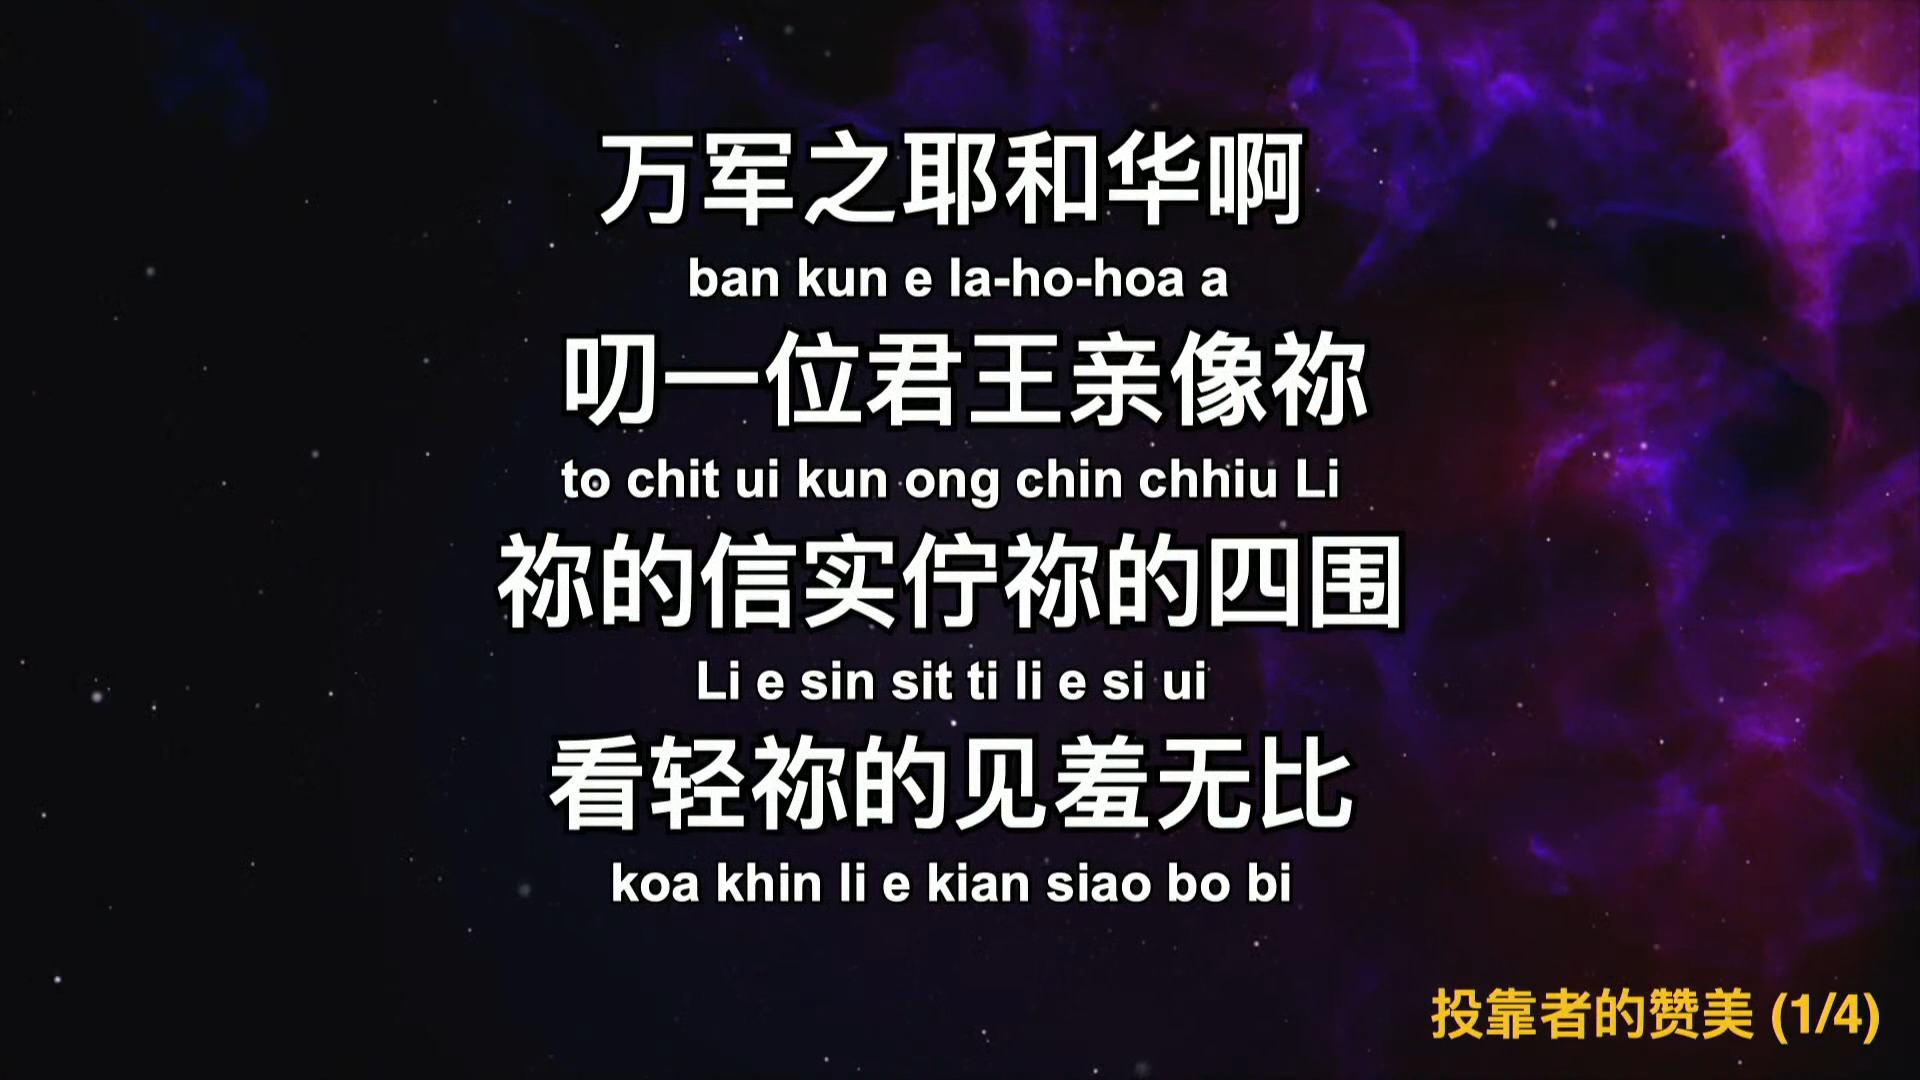 万军之耶和华啊
ban kun e Ia-ho-hoa a
叨一位君王亲像祢
to chit ui kun ong chin chhiu Li
祢的信实佇祢的四围
Li e sin sit ti li e si ui
看轻祢的见羞无比
koa khin li e kian siao bo bi
投靠者的赞美 (1/4)